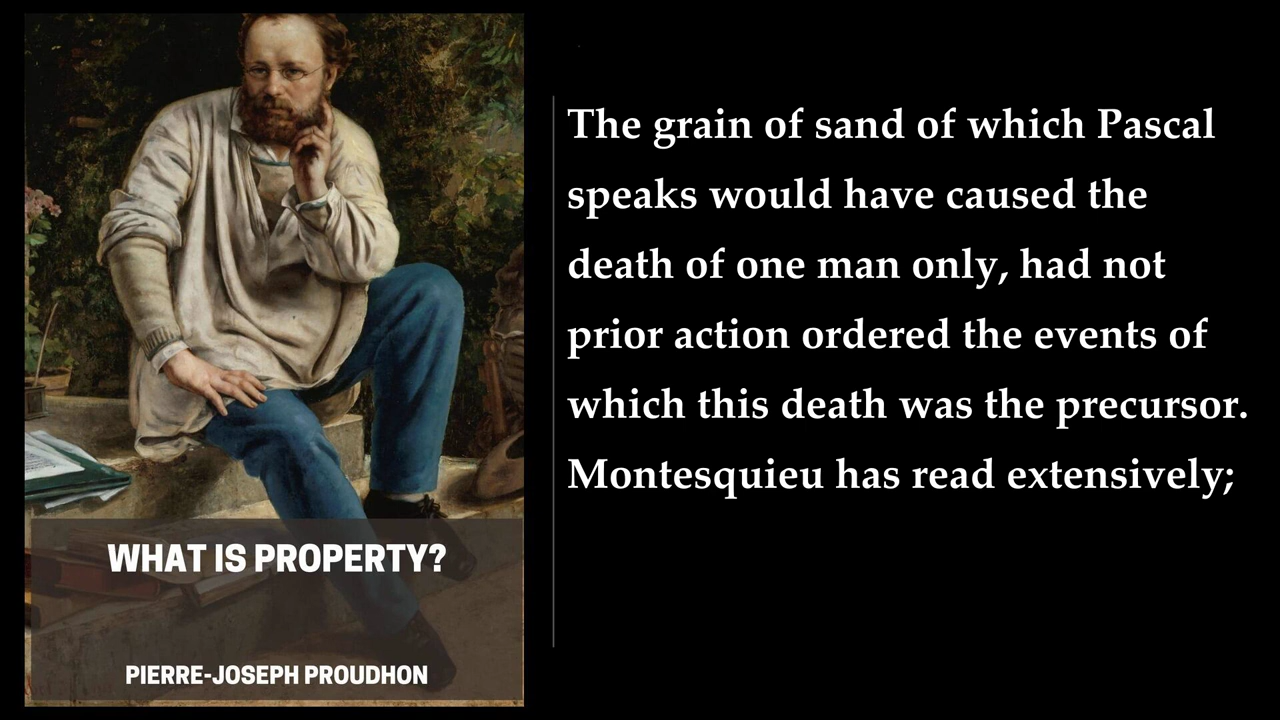 The grain of sand of which Pascal
speaks would have caused the
death of one man only, had not
prior action ordered the events of
which this death was the precursor.
Montesquieu has read extensively;
WHAT IS PROPERTY?
PIERRE-JOSEPH PROUDHON